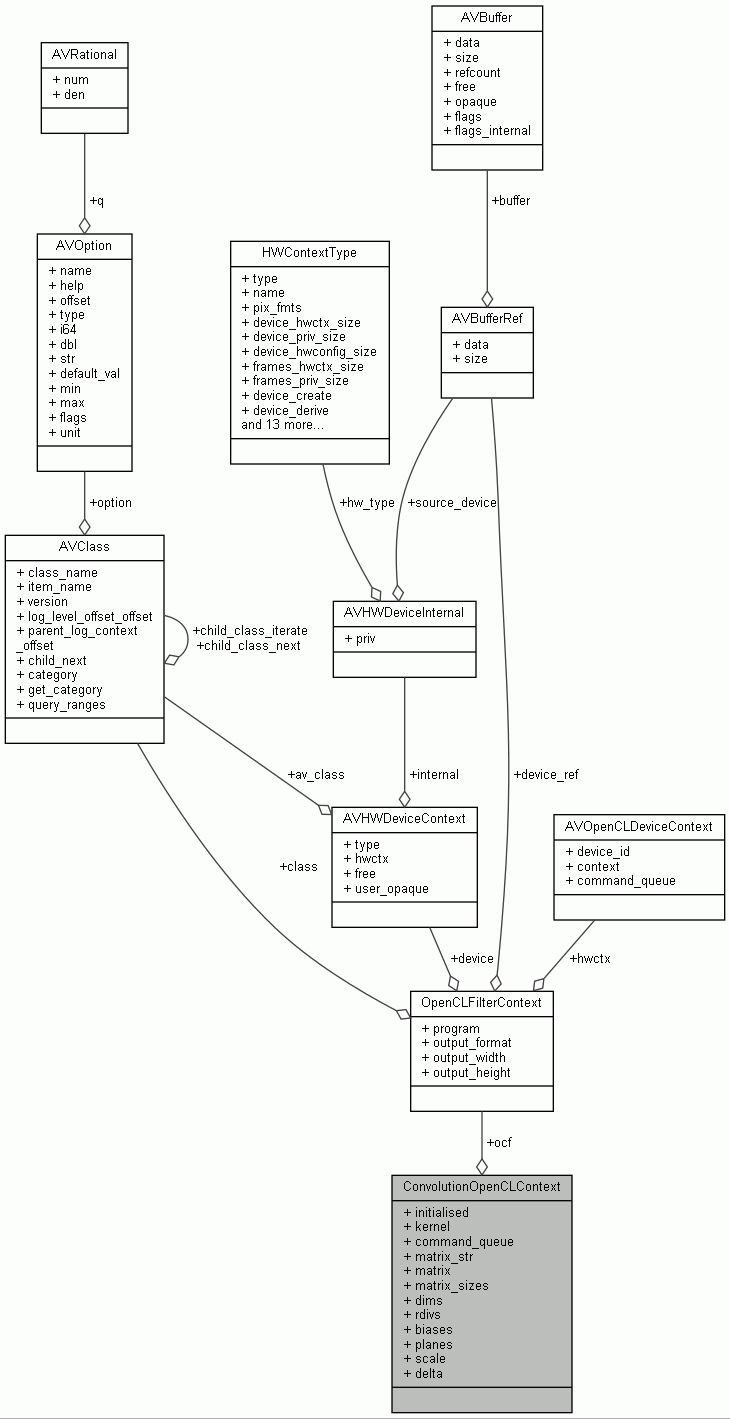 AVBuffer
+ data
+ size
+ refcount
+ free
+ opaque
+ flags
+ flags_internal
AVRational
+ num
+ den
+q
+buffer
AVOption
+ name
+ help
+ offset
+ type
+ i64
+ dbl
+ str
+ default_val
+ min
+ max
+ flags
+ unit
HWContextType
+ type
+ name
+ pix_fmts
+ device_hwctx_size
+ device_priv_size
+ device_hwconfig_size
+ frames_hwctx_size
+ frames_priv_size
+ device_create
+ device_derive
and 13 more...
AVBufferRef
+ data
+ size
+option
+hw_type
+source_device
AVClass
+ class_name
+ item_name
+ version
+ log_level_offset_offset
+ parent_log_context
_offset
+ child_next
+ category
+ get_category
+ query_ranges
+child_class_iterate
+child_class_next
AVHWDeviceInternal
+ priv
+av_class
+internal
+device_ref
AVHWDeviceContext
+ type
+ hwctx
+ free
+ user_opaque
AVOpenCLDeviceContext
+ device_id
+ context
+ command_queue
+class
+device
+hwctx
OpenCLFilterContext
+ program
+ output_format
+ output_width
+ output_height
+ocf
ConvolutionOpenCLContext
+ initialised
+ kernel
+ command_queue
+ matrix_str
+ matrix
+ matrix_sizes
+ dims
+ rdivs
+ biases
+ planes
+ scale
+ delta